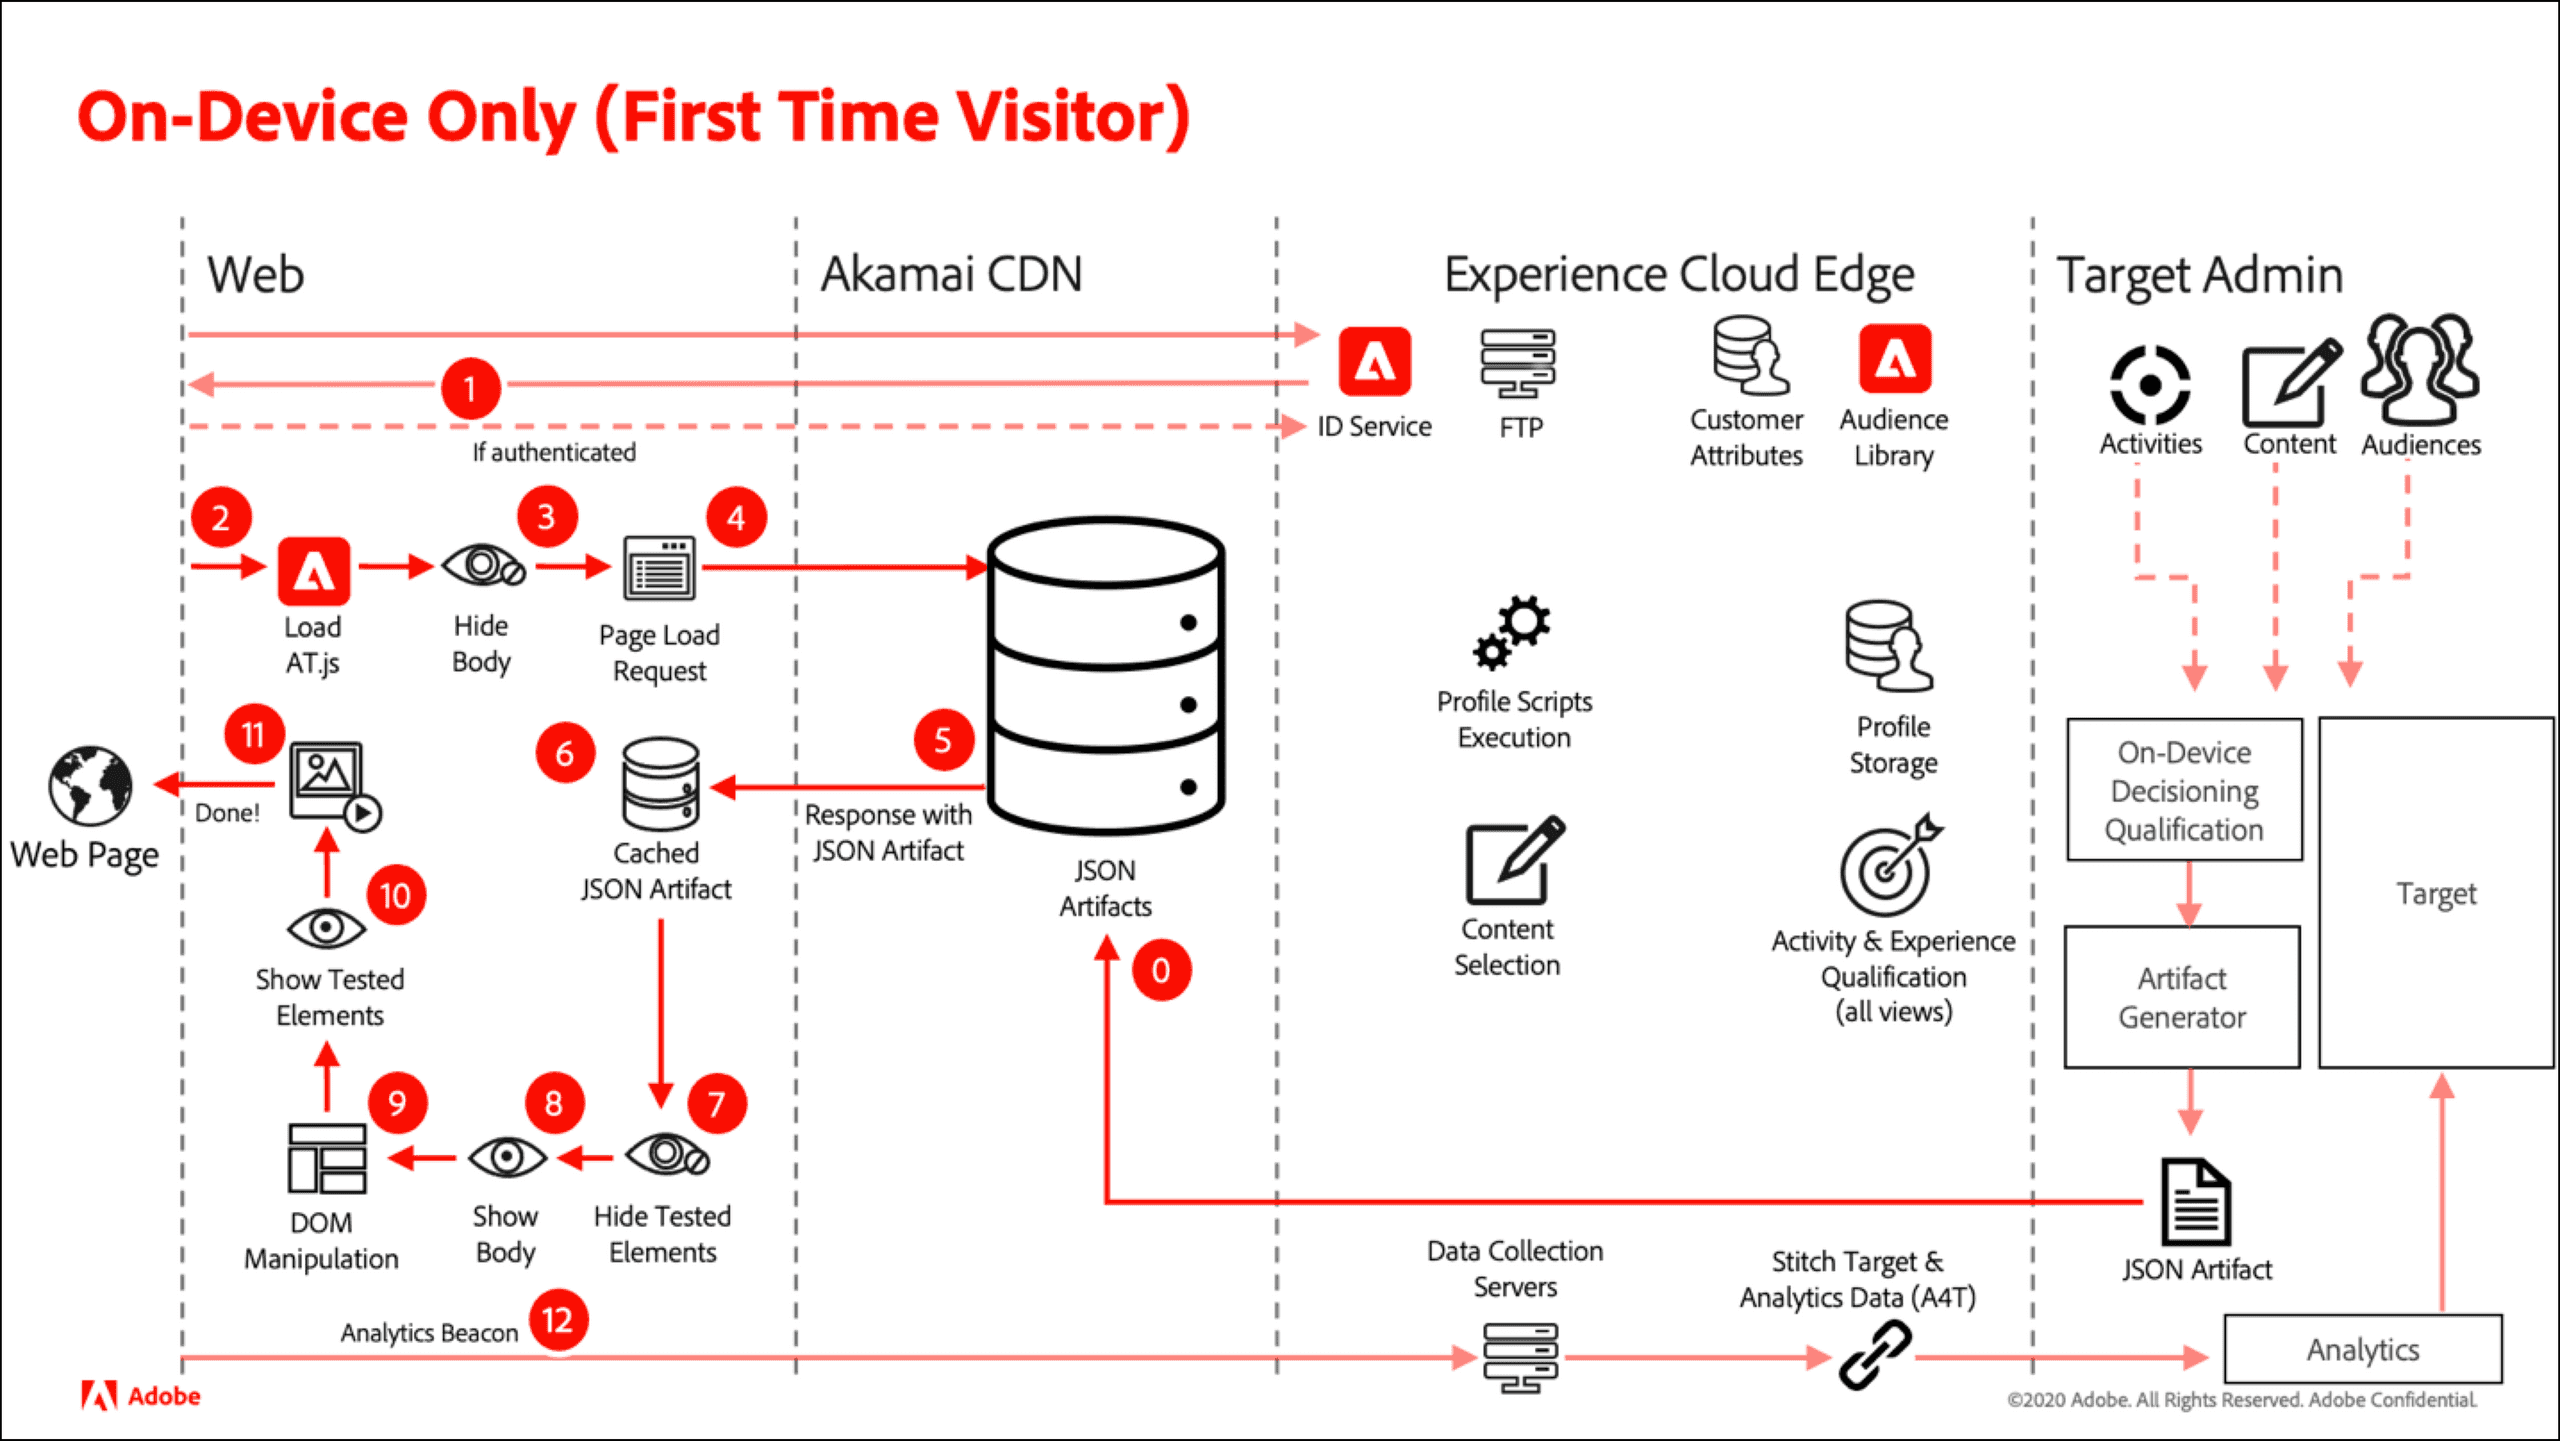 On-Device Only (First Time Visitor)
Web
Akamai CDN
Experience Cloud Edge
Target Admin
1
If authenticated
ID Service
FTP
Customer
Attributes
Audience
Library
Activities
Content
Audiences
2
3
4
Load
AT.js
Hide
Body
Page Load
Request
Profile Scripts
Execution
Profile
Storage
On-Device
Decisioning
Qualification
Target
11
6
5
Done!
Web Page
Cached
JSON Artifact
Response with
JSON Artifact
JSON
Artifacts
10
0
Show Tested
Elements
Content
Selection
Activity & Experience
Qualification
(all views)
Artifact
Generator
9
8
7
DOM
Manipulation
Show
Body
Hide Tested
Elements
Data Collection
Servers
Stitch Target &
Analytics Data (A4T)
JSON Artifact
Analytics Beacon
12
Analytics
Adobe
©2020 Adobe. All Rights Reserved. Adobe Confidential.